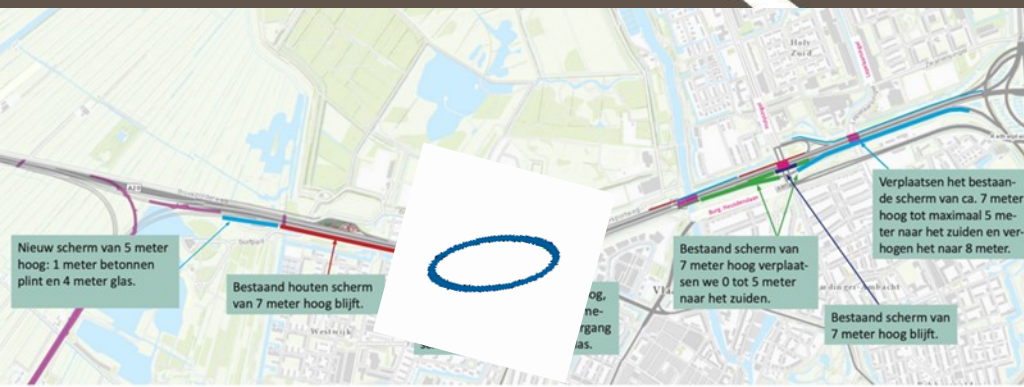 Holy
Zuid
A20
Nieuw scherm van 5 meter
hoog: 1 meter betonnen
plint en 4 meter glas.
Bestaand houten scherm
van 7 meter hoog blijft.
Westwijk
og,
me-
rgang
as.
Bestaand scherm van
7 meter hoog verplaat-
sen we 0 tot 5 meter
naar het zuiden.
Verplaatsen het bestaan-
de scherm van ca. 7 meter
hoog tot maximaal 5 me-
ter naar het zuiden en ver-
hogen het naar 8 meter.
Bestaand scherm van
7 meter hoog blijft.